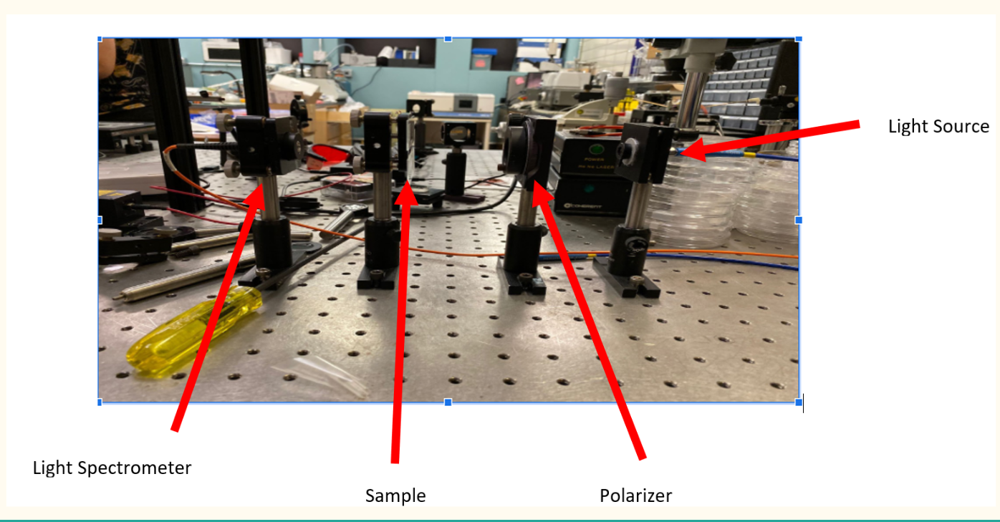 Light Source
POWER
COHERENT
Light Spectrometer
Sample
Polarizer